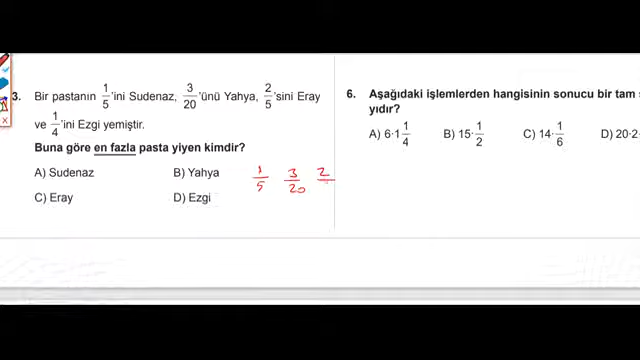 3. Bir pastanın 1/5'ini Sudenaz, 3/20'ünü Yahya, 2/5'sini Eray
ve 1/4'ini Ezgi yemiştir.
Buna göre en fazla pasta yiyen kimdir?
A) Sudenaz B) Yahya
C) Eray D) Ezgi
1/5 3/20 2
6. Aşağıdaki işlemlerden hangisinin sonucu bir tam
yıdır?
A) 6·1 1/4 B) 15·1/2 C) 14·1/6 D) 20·2